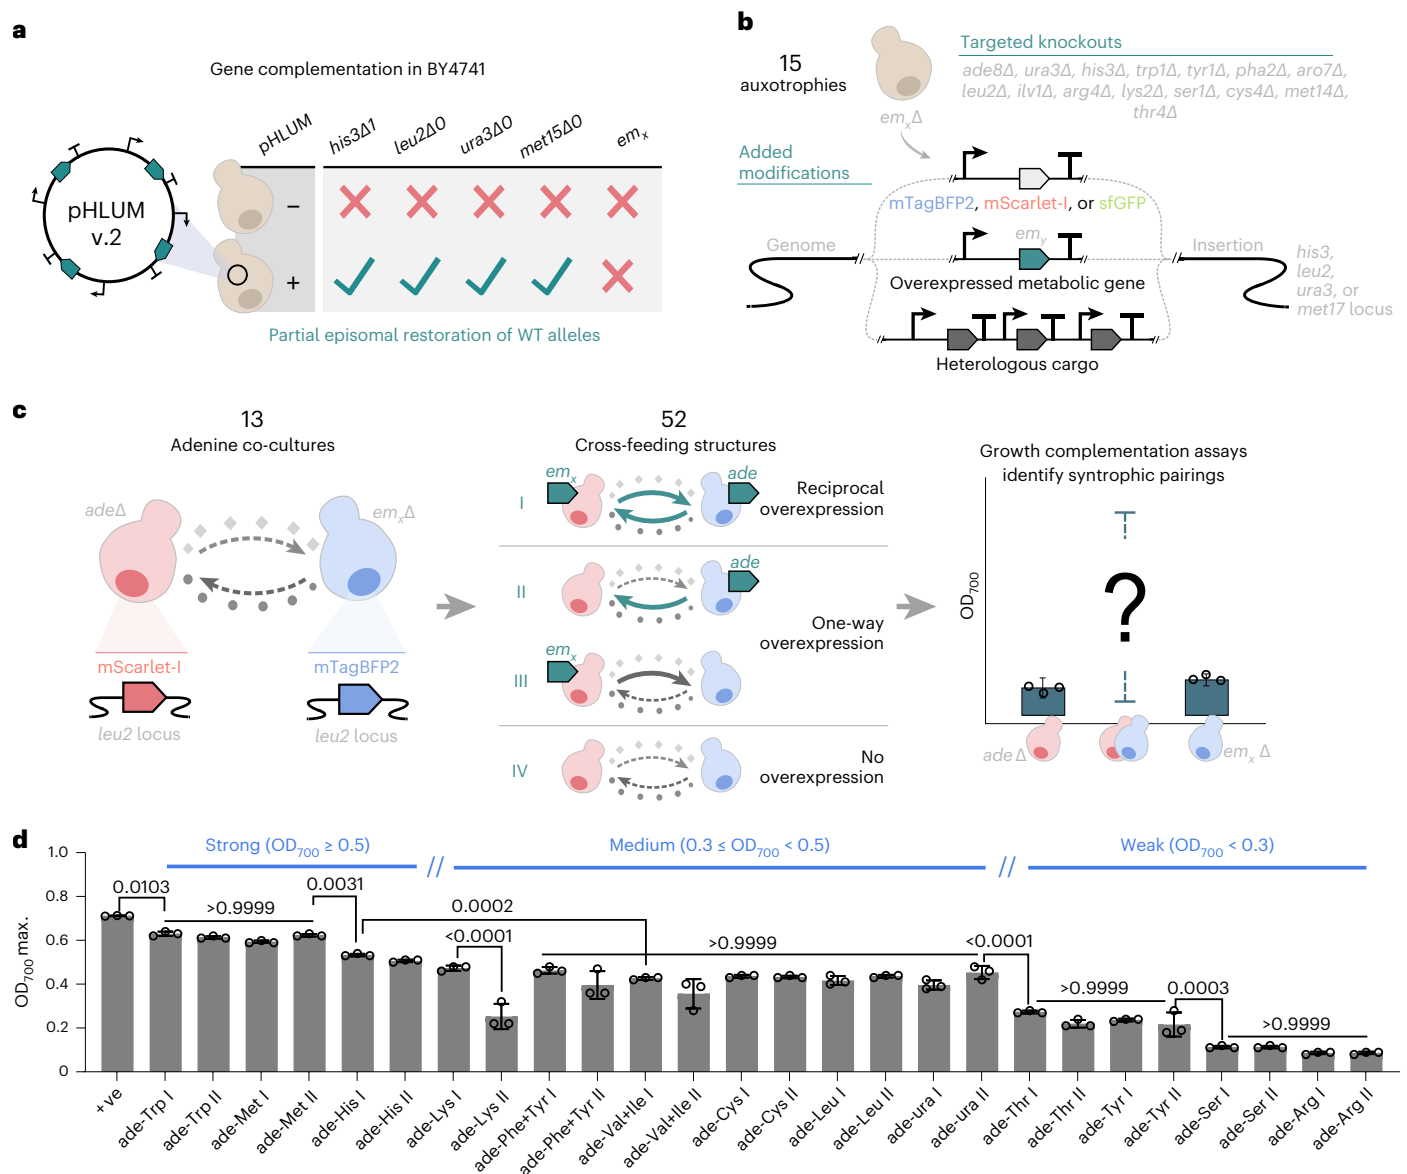 a
Gene complementation in BY4741
pHLUM
his3Δ1
leu2Δ0
ura3Δ0
met15Δ0
emx
pHLUM
v.2
−
+
Partial episomal restoration of WT alleles
b
15
auxotrophies
emxΔ
Targeted knockouts
ade8Δ, ura3Δ, his3Δ, trp1Δ, tyr1Δ, pha2Δ, aro7Δ,
leu2Δ, ilv1Δ, arg4Δ, lys2Δ, ser1Δ, cys4Δ, met14Δ,
thr4Δ
Added
modifications
mTagBFP2, mScarlet-I, or sfGFP
emy
Overexpressed metabolic gene
Heterologous cargo
Genome
Insertion
his3,
leu2,
ura3, or
met17 locus
c
13
Adenine co-cultures
adeΔ
emxΔ
mScarlet-I
mTagBFP2
leu2 locus
leu2 locus
52
Cross-feeding structures
I
emx
ade
Reciprocal
overexpression
II
ade
One-way
overexpression
III
emx
IV
No
overexpression
Growth complementation assays
identify syntrophic pairings
OD700
?
ade Δ
emx Δ
d
Strong (OD700 ≥ 0.5)
//
Medium (0.3 ≤ OD700 < 0.5)
//
Weak (OD700 < 0.3)
OD700 max.
1.0
0.8
0.6
0.4
0.2
0
0.0103
>0.9999
0.0031
0.0002
<0.0001
>0.9999
<0.0001
>0.9999
0.0003
>0.9999
+ve
ade-Trp I
ade-Trp II
ade-Met I
ade-Met II
ade-His I
ade-His II
ade-Lys I
ade-Lys II
ade-Phe+Tyr I
ade-Phe+Tyr II
ade-Val+Ile I
ade-Val+Ile II
ade-Cys I
ade-Cys II
ade-Leu I
ade-Leu II
ade-ura I
ade-ura II
ade-Thr I
ade-Thr II
ade-Tyr I
ade-Tyr II
ade-Ser I
ade-Ser II
ade-Arg I
ade-Arg II